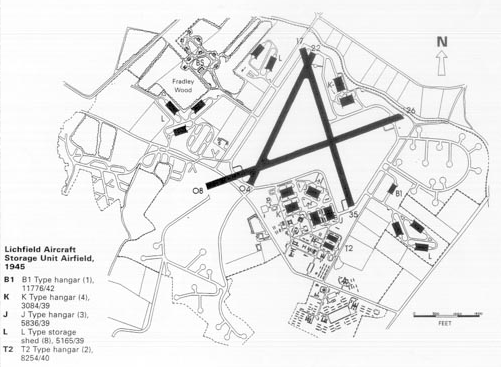 17
22
N
BS
L
Fradley
Wood
K
L
26
08
04
K
J
B1
35
L
T2
Lichfield Aircraft
Storage Unit Airfield,
1945
B1 B1 Type hangar (1),
11776/42
K K Type hangar (4),
3084/39
J J Type hangar (3),
5836/39
L L Type storage
shed (8), 5165/39
T2 T2 Type hangar (2),
8254/40
FEET